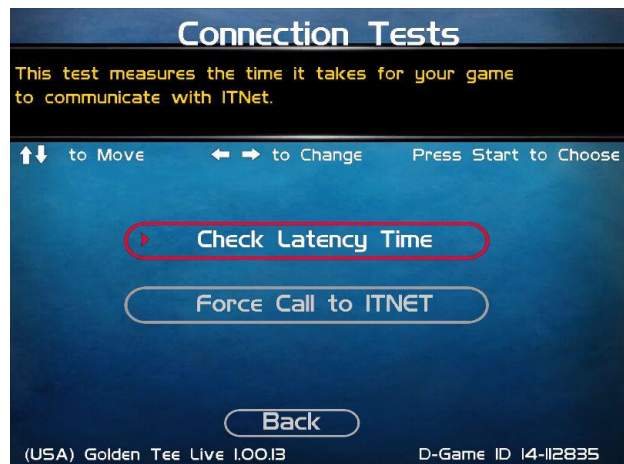 Connection Tests
This test measures the time it takes for your game
to communicate with ITNet.
to Move to Change Press Start to Choose
Check Latency Time
Force Call to ITNET
Back
(USA) Golden Tee Live 1.00.13 D-Game ID 14-112835